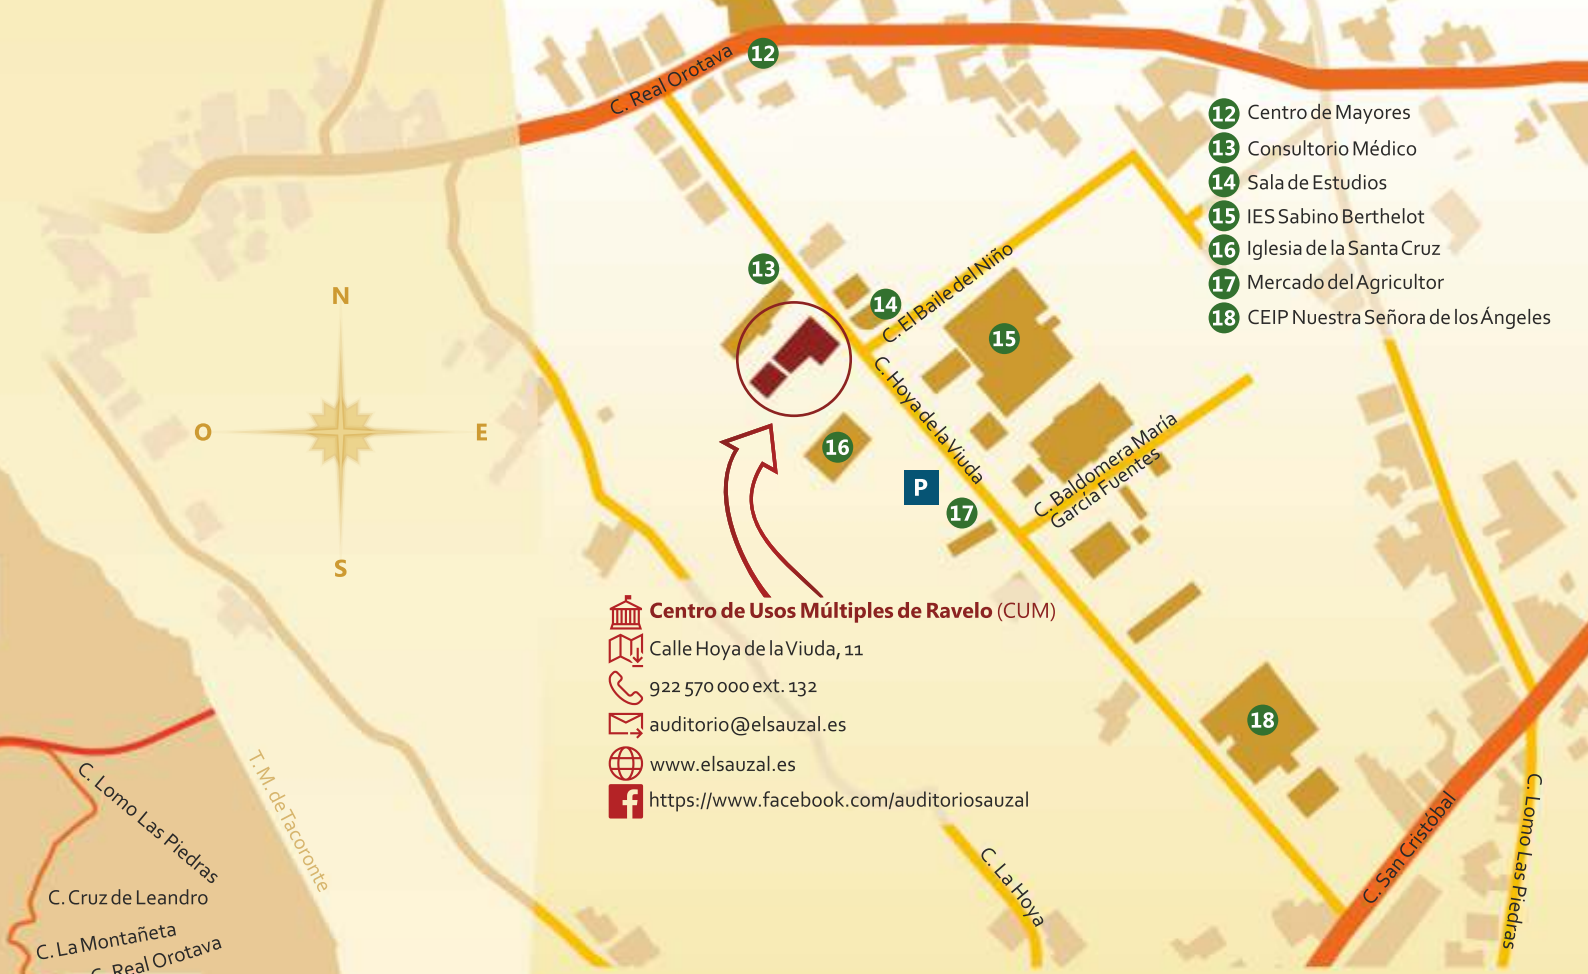 C. Real Orotava
12
12 Centro de Mayores
13 Consultorio Médico
14 Sala de Estudios
15 IES Sabino Berthelot
16 Iglesia de la Santa Cruz
17 Mercado del Agricultor
18 CEIP Nuestra Señora de los Ángeles
13
14
C. El Baile del Niño
15
N
O
E
S
C. Hoya de la Viuda
16
P
17
C. Baldomera María
García Fuentes
Centro de Usos Múltiples de Ravelo (CUM)
Calle Hoya de la Viuda, 11
922 570 000 ext. 132
auditorio@elsauzal.es
www.elsauzal.es
https://www.facebook.com/auditoriosauzal
18
C. San Cristóbal
C. Lomo Las Piedras
C. La Hoya
T. M. de Tacoronte
C. Lomo Las Piedras
C. Cruz de Leandro
C. La Montañeta
C. Real Orotava